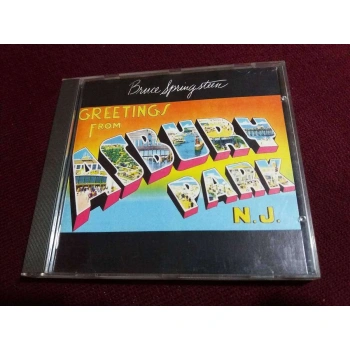 Bruce Springsteen
GREETINGS
FROM
ASBURY
PARK
N.J.